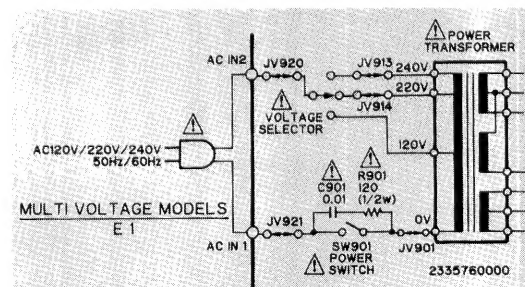 POWER
TRANSFORMER
AC IN2
JV920
JV913
240V
220V
JV914
VOLTAGE
SELECTOR
AC120V/220V/240V
50Hz/60Hz
120V
C901
0.01
R901
120
(1/2w)
MULTI VOLTAGE MODELS
E1
AC IN 1
JV921
SW901
POWER
SWITCH
JV901
0V
2335760000